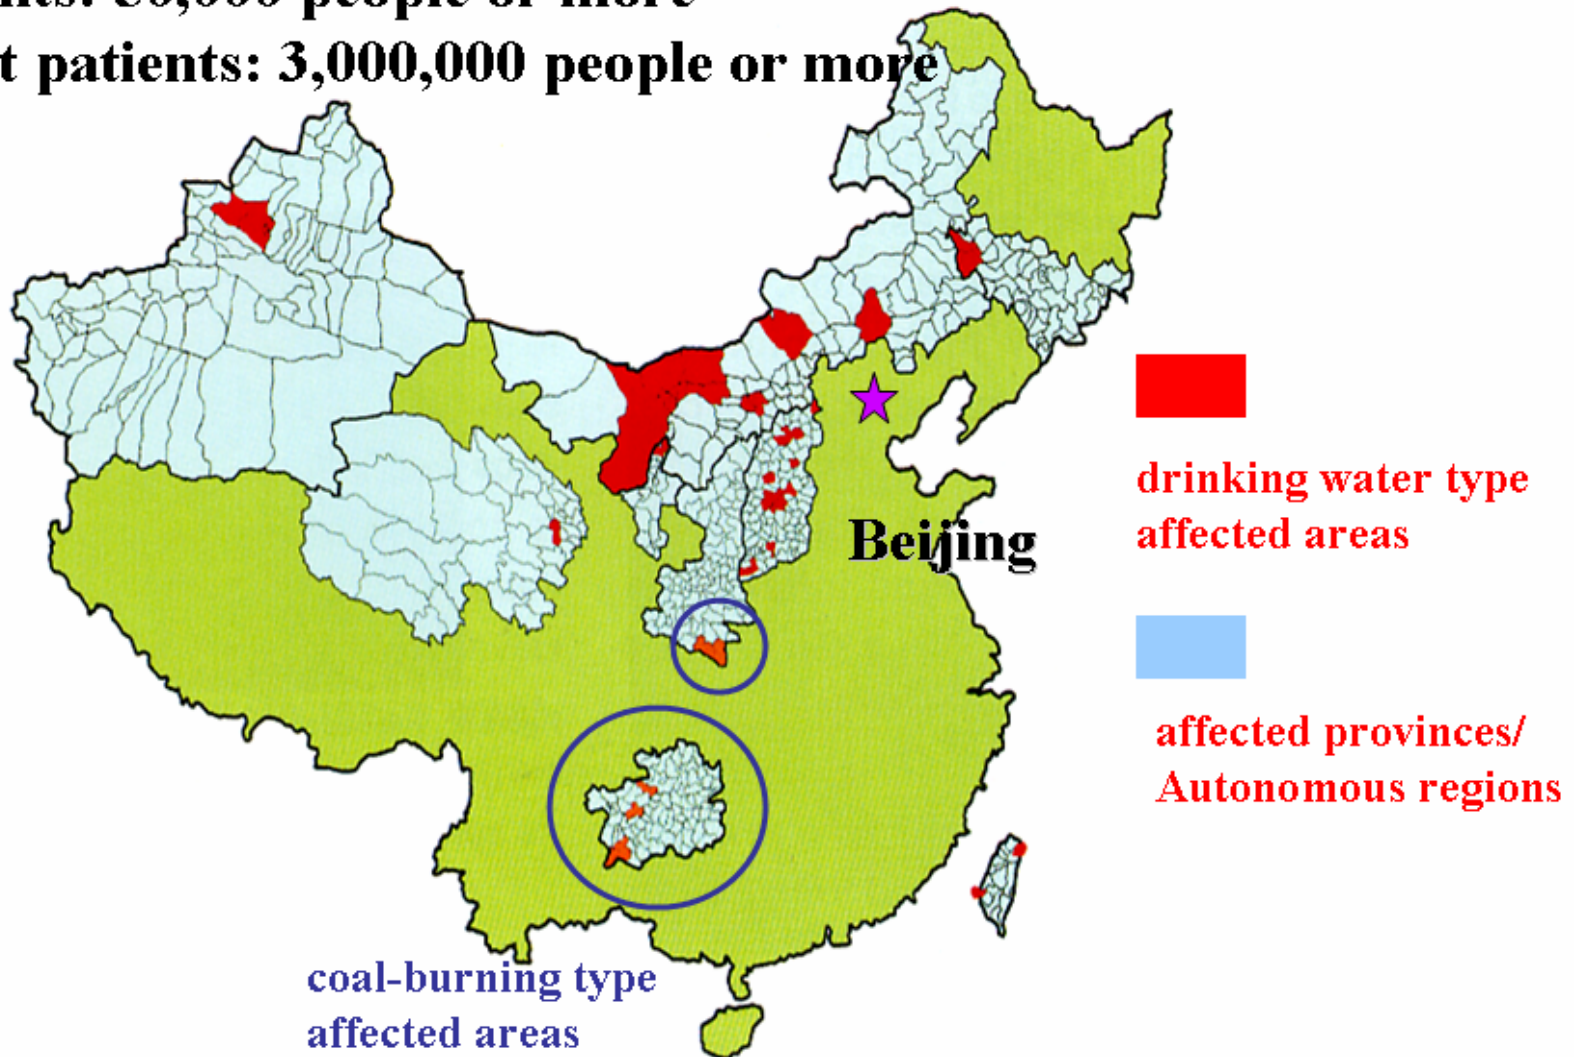 patients: 3,000,000 people or more
Beijing
drinking water type
affected areas
affected provinces/
Autonomous regions
coal-burning type
affected areas